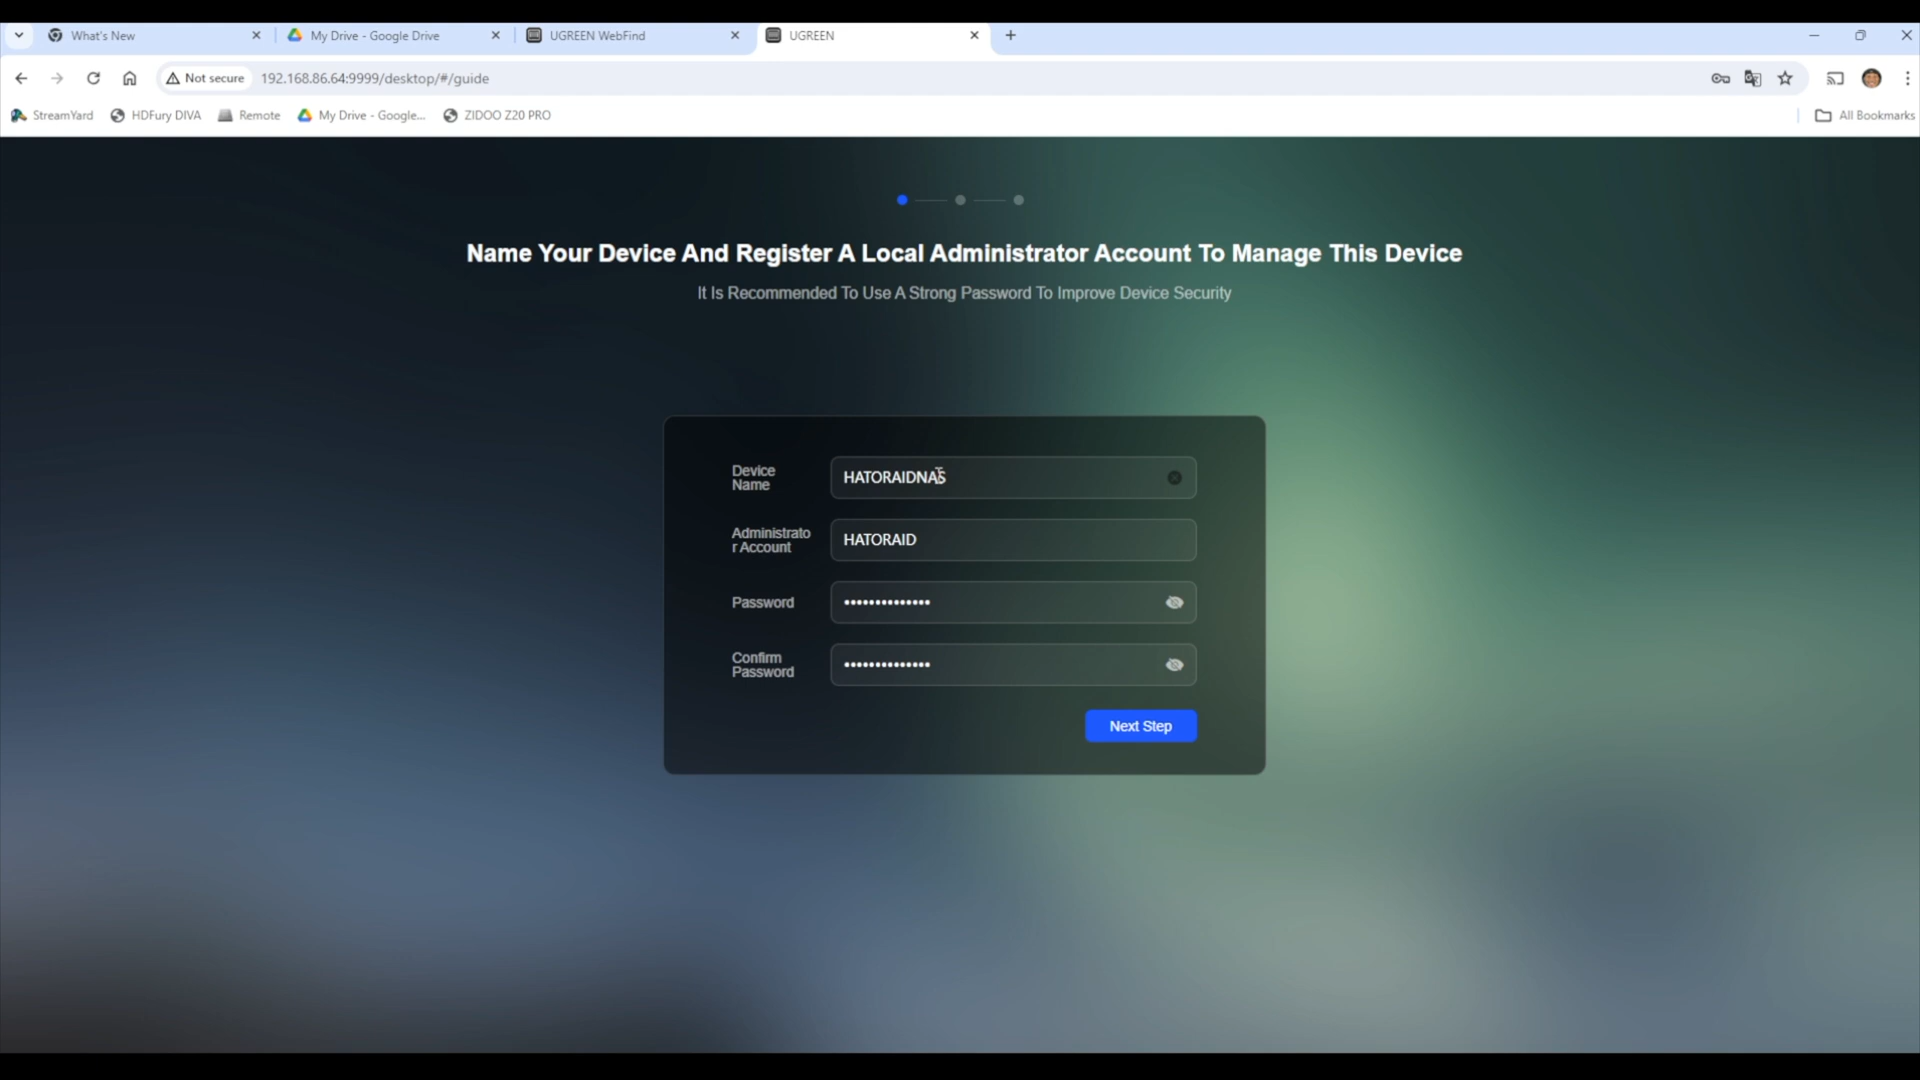 What's New
My Drive - Google Drive
UGREEN WebFind
UGREEN
Not secure
192.168.86.64:9999/desktop/#/guide
StreamYard
HDFury DIVA
Remote
My Drive - Google...
ZIDOO Z20 PRO
All Bookmarks
Name Your Device And Register A Local Administrator Account To Manage This Device
It Is Recommended To Use A Strong Password To Improve Device Security
Device
Name
HATORAIDNAS
Administrato
r Account
HATORAID
Password
••••••••••••••
Confirm
Password
••••••••••••••
Next Step